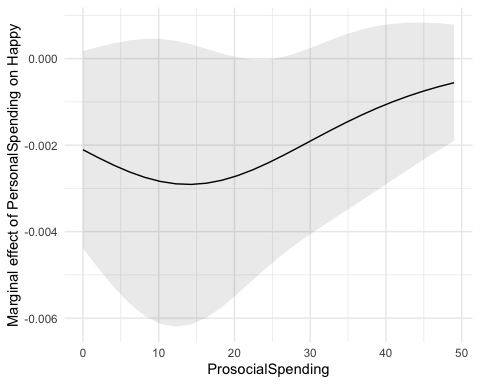 Marginal effect of PersonalSpending on Happy
0.000
-0.002
-0.004
-0.006
0 10 20 30 40 50
ProsocialSpending